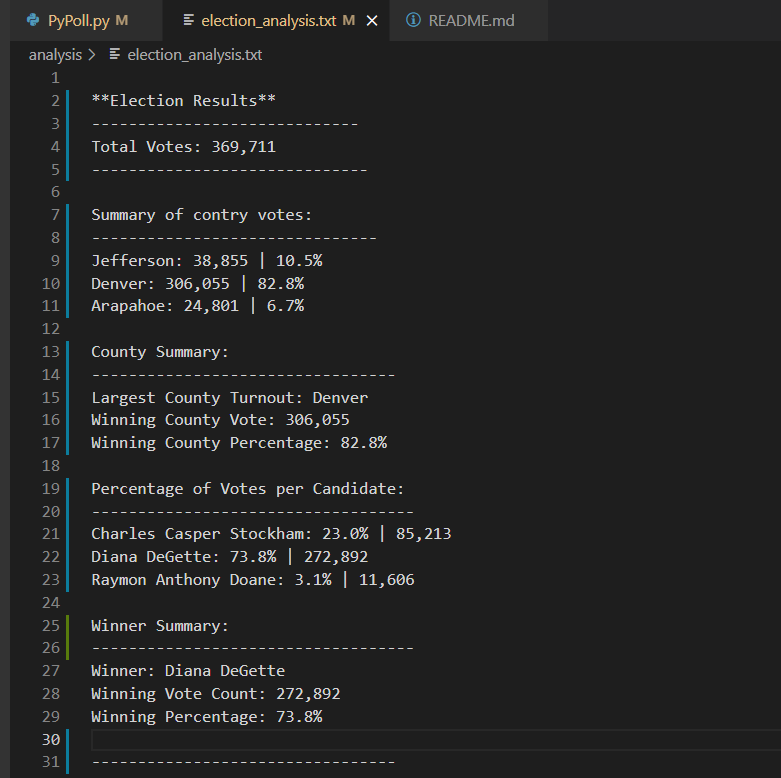 PyPoll.py M election_analysis.txt M × README.md
analysis > election_analysis.txt
1
2 **Election Results**
3 -----------------------------
4 Total Votes: 369,711
5 ------------------------------
6
7 Summary of contry votes:
8 -------------------------------
9 Jefferson: 38,855 | 10.5%
10 Denver: 306,055 | 82.8%
11 Arapahoe: 24,801 | 6.7%
12
13 County Summary:
14 ---------------------------------
15 Largest County Turnout: Denver
16 Winning County Vote: 306,055
17 Winning County Percentage: 82.8%
18
19 Percentage of Votes per Candidate:
20 -----------------------------------
21 Charles Casper Stockham: 23.0% | 85,213
22 Diana DeGette: 73.8% | 272,892
23 Raymon Anthony Doane: 3.1% | 11,606
24
25 Winner Summary:
26 -----------------------------------
27 Winner: Diana DeGette
28 Winning Vote Count: 272,892
29 Winning Percentage: 73.8%
30
31 ---------------------------------